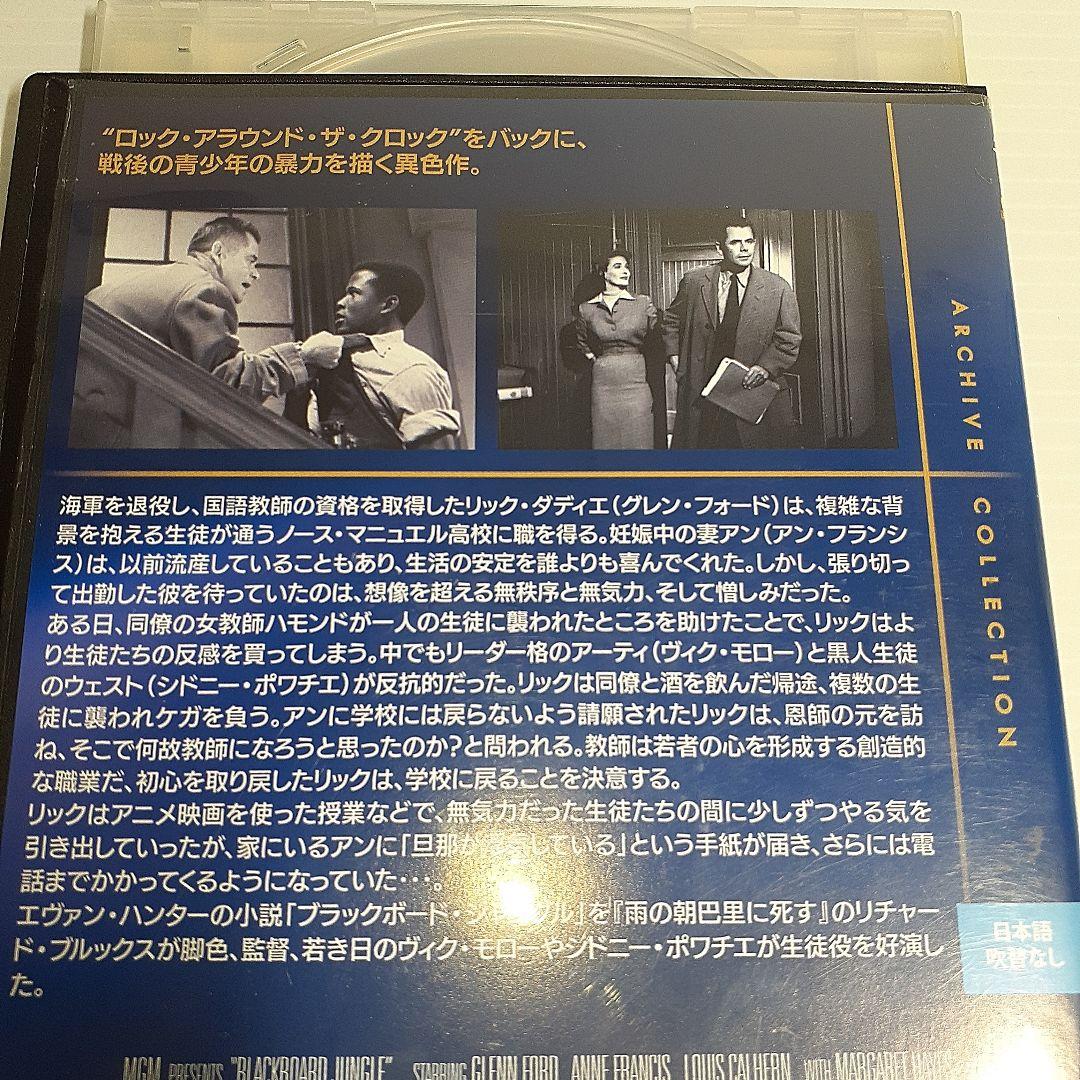 “ロック・アラウンド・ザ・クロック”をバックに、
戦後の青少年の暴力を描く異色作。
海軍を退役し、国語教師の資格を取得したリック・ダディエ(グレン・フォード)は、複雑な背
景を抱える生徒が通うノース・マニュエル高校に職を得る。妊娠中の妻アン(アン・フランシ
ス)は、以前流産していることもあり、生活の安定を誰よりも喜んでくれた。しかし、張り切っ
て出勤した彼を待っていたのは、想像を超える無秩序と無気力、そして憎しみだった。
ある日、同僚の女教師ハモンドが一人の生徒に襲われたところを助けたことで、リックはよ
り生徒たちの反感を買ってしまう。中でもリーダー格のアーティ(ヴィク・モロー)と黒人生徒
のウェスト(シドニー・ポワチエ)が反抗的だった。リックは同僚と酒を飲んだ帰途、複数の生
徒に襲われケガを負う。アンに学校には戻らないよう請願されたリックは、恩師の元を訪
ね、そこで何故教師になろうと思ったのか?と問われる。教師は若者の心を形成する創造的
な職業だ、初心を取り戻したリックは、学校に戻ることを決意する。
リックはアニメ映画を使った授業などで、無気力だった生徒たちの間に少しずつやる気を
引き出していったが、家にいるアンに「旦那が している」という手紙が届き、さらには電
話までかかってくるようになっていた…。
エヴァン・ハンターの小説「ブラックボード・ジャングル」を『雨の朝巴里に死す』のリチャー
ド・ブルックスが脚色、監督、若き日のヴィク・モローやシドニー・ポワチエが生徒役を好演し
た。
ARCHIVE COLLECTION
日本語
吹替なし
MGM PRESENTS "BLACKBOARD JUNGLE" STARRING GLENN FORD ANNE FRANCIS LOUIS CALHERN WITH MARGARET HAYES